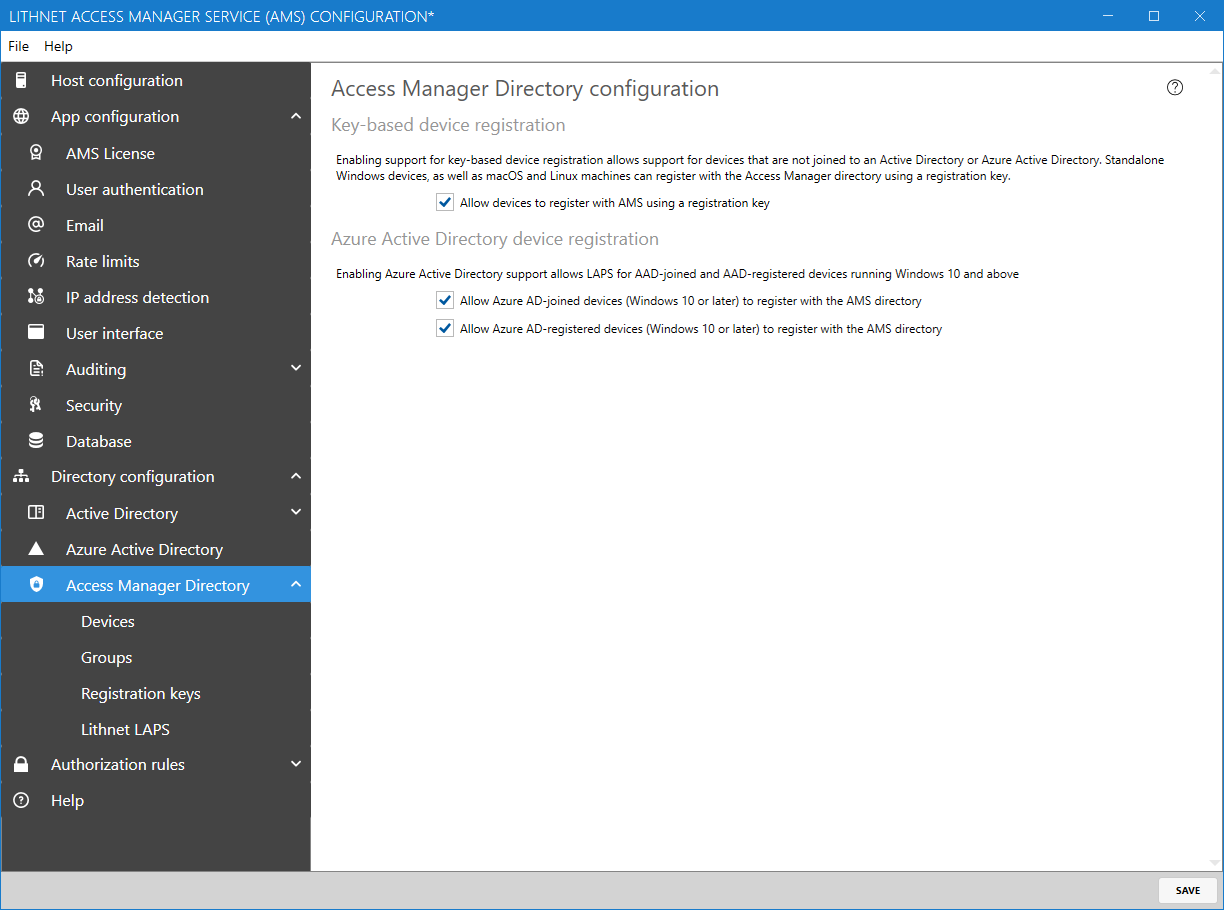 LITHNET ACCESS MANAGER SERVICE (AMS) CONFIGURATION*
File Help
Host configuration
App configuration
AMS License
User authentication
Email
Rate limits
IP address detection
User interface
Auditing
Security
Database
Directory configuration
Active Directory
Azure Active Directory
Access Manager Directory
Devices
Groups
Registration keys
Lithnet LAPS
Authorization rules
Help
Access Manager Directory configuration
Key-based device registration
Enabling support for key-based device registration allows support for devices that are not joined to an Active Directory or Azure Active Directory. Standalone
Windows devices, as well as macOS and Linux machines can register with the Access Manager directory using a registration key.
Allow devices to register with AMS using a registration key
Azure Active Directory device registration
Enabling Azure Active Directory support allows LAPS for AAD-joined and AAD-registered devices running Windows 10 and above
Allow Azure AD-joined devices (Windows 10 or later) to register with the AMS directory
Allow Azure AD-registered devices (Windows 10 or later) to register with the AMS directory
SAVE